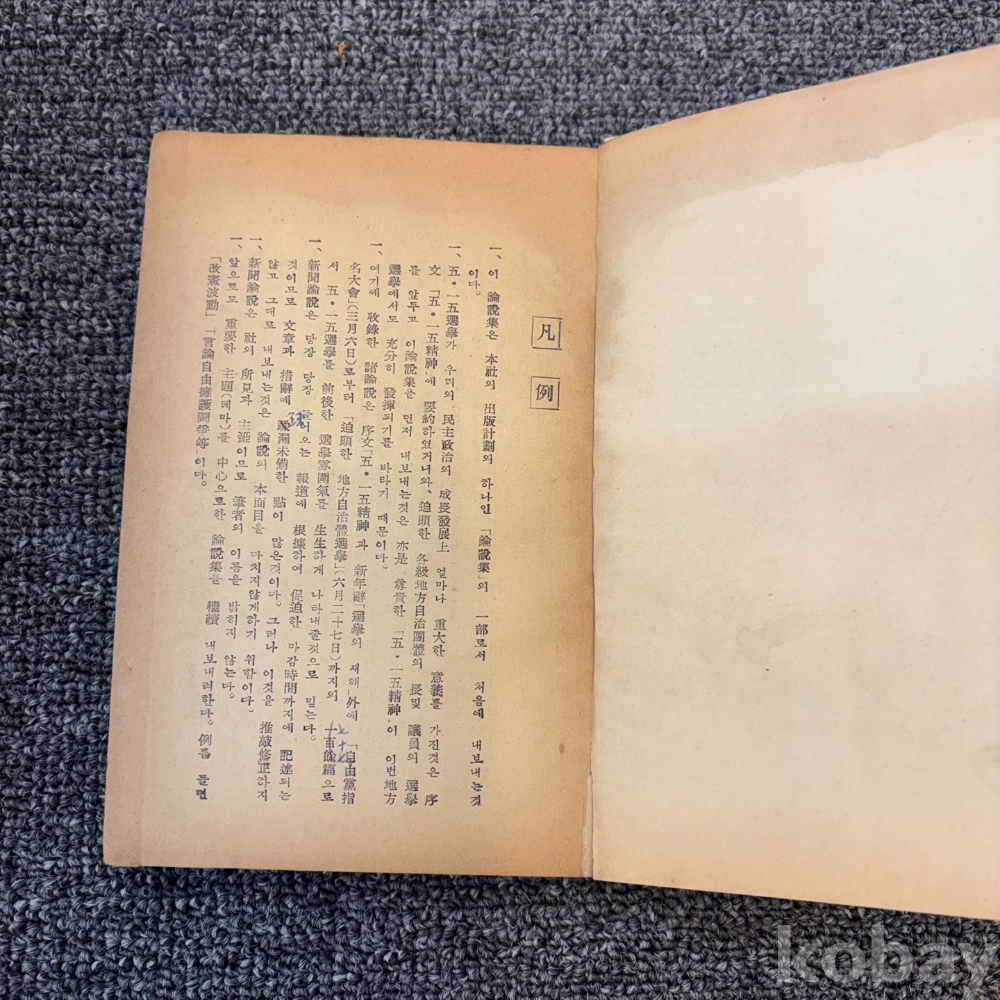 凡例
一、이 論說集은 本社의 出版計劃의 하나인 「論說集」의 一部로서 처음에 내보내는것
이다。
一、五·一五選擧가 우리의 民主政治의 成長發展上 얼마나 重大한 意義를 가진것은 序
文「五·一五精神」에 要約하였거니와、迫頭한 各級地方自治團體의 長및 議員의 選擧
를 앞두고 이論說集을 먼저 내보내는것은 亦是 尊貴한 「五·一五精神」이 이번地方
選擧에서도 充分히 發揮되기를 바라기 때문이다。
一、여기에 收錄한 諸論說은 序文「五·一五精神」과 新年辭「選擧의 새해」外에 「自由黨指
名大會」(三月六日)로부터 「迫頭한 地方自治體選擧」(六月二十七日)까지의 一百餘篇으로
서 五·一五選擧를 前後한 選擧雰圍氣를 生生하게 나타내줄것으로 믿는다。
七十七
一、新聞論說은 당장 당장 들어오는 報道에 根據하여 促迫한 마감時間까지에 記述되는
것이므로 文章과 措辭에 未備한 點이 많은것이다。그러나 이것을 推敲修正하지
않고 그대로 내보내는것은 論說의 本面目을 다치지않게하기 위함이다。
一、新聞論說은 社의 所見과 主張이므로 筆者의 이름을 밝히지 않는다。
一、앞으로도 重要한 主題(테마)를 中心으로한 論說集을 繼續 내보내려한다。例를 들면
「改憲波動」「言論自由擁護鬪爭等」이다。
kobay